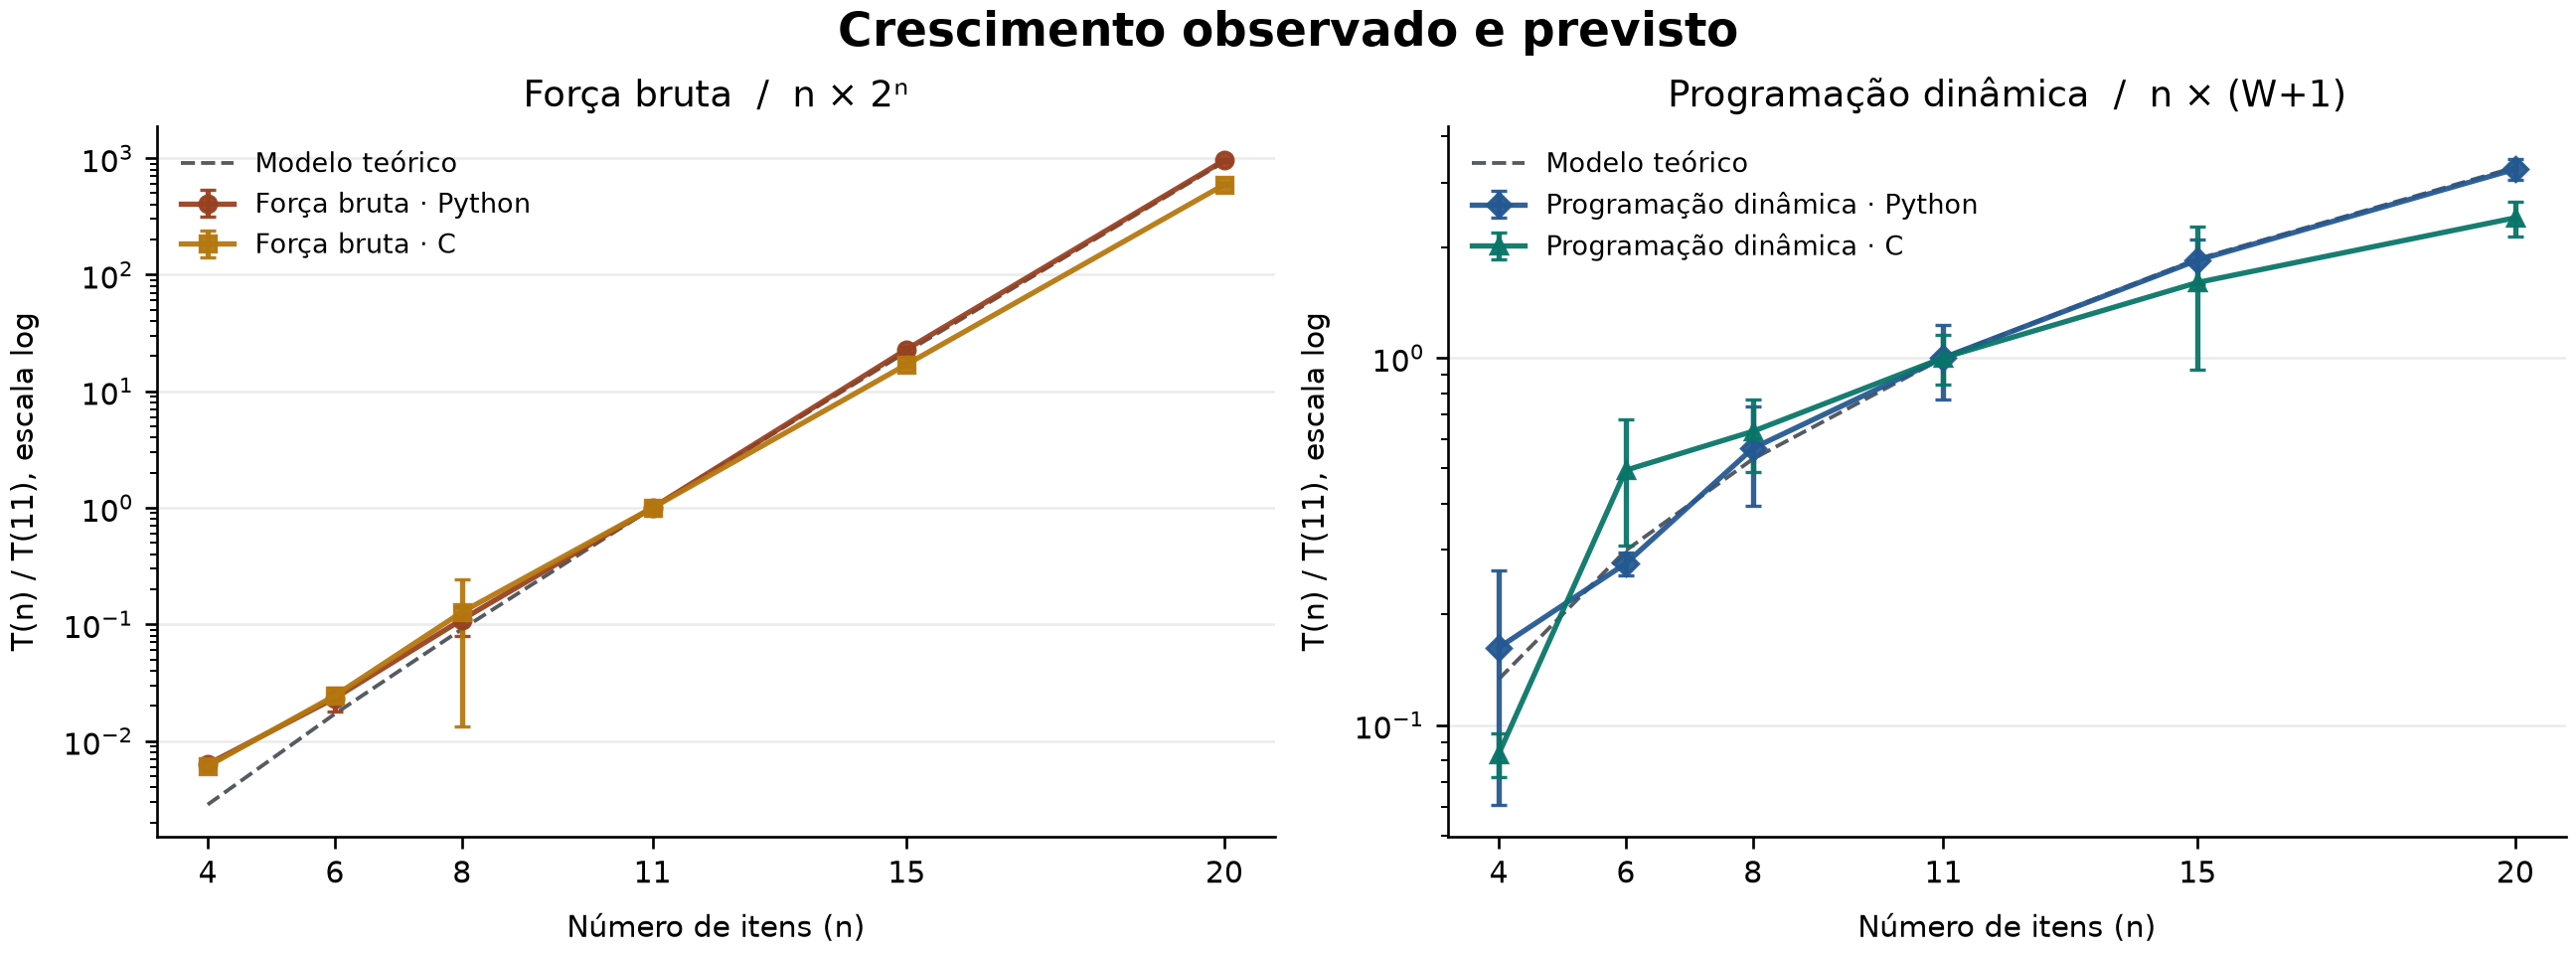 Crescimento observado e previsto
Força bruta / n × 2ⁿ
T(n) / T(11), escala log
10³
10²
10¹
10⁰
10⁻¹
10⁻²
Modelo teórico
Força bruta · Python
Força bruta · C
4 6 8 11 15 20
Número de itens (n)
Programação dinâmica / n × (W+1)
T(n) / T(11), escala log
10⁰
10⁻¹
Modelo teórico
Programação dinâmica · Python
Programação dinâmica · C
4 6 8 11 15 20
Número de itens (n)